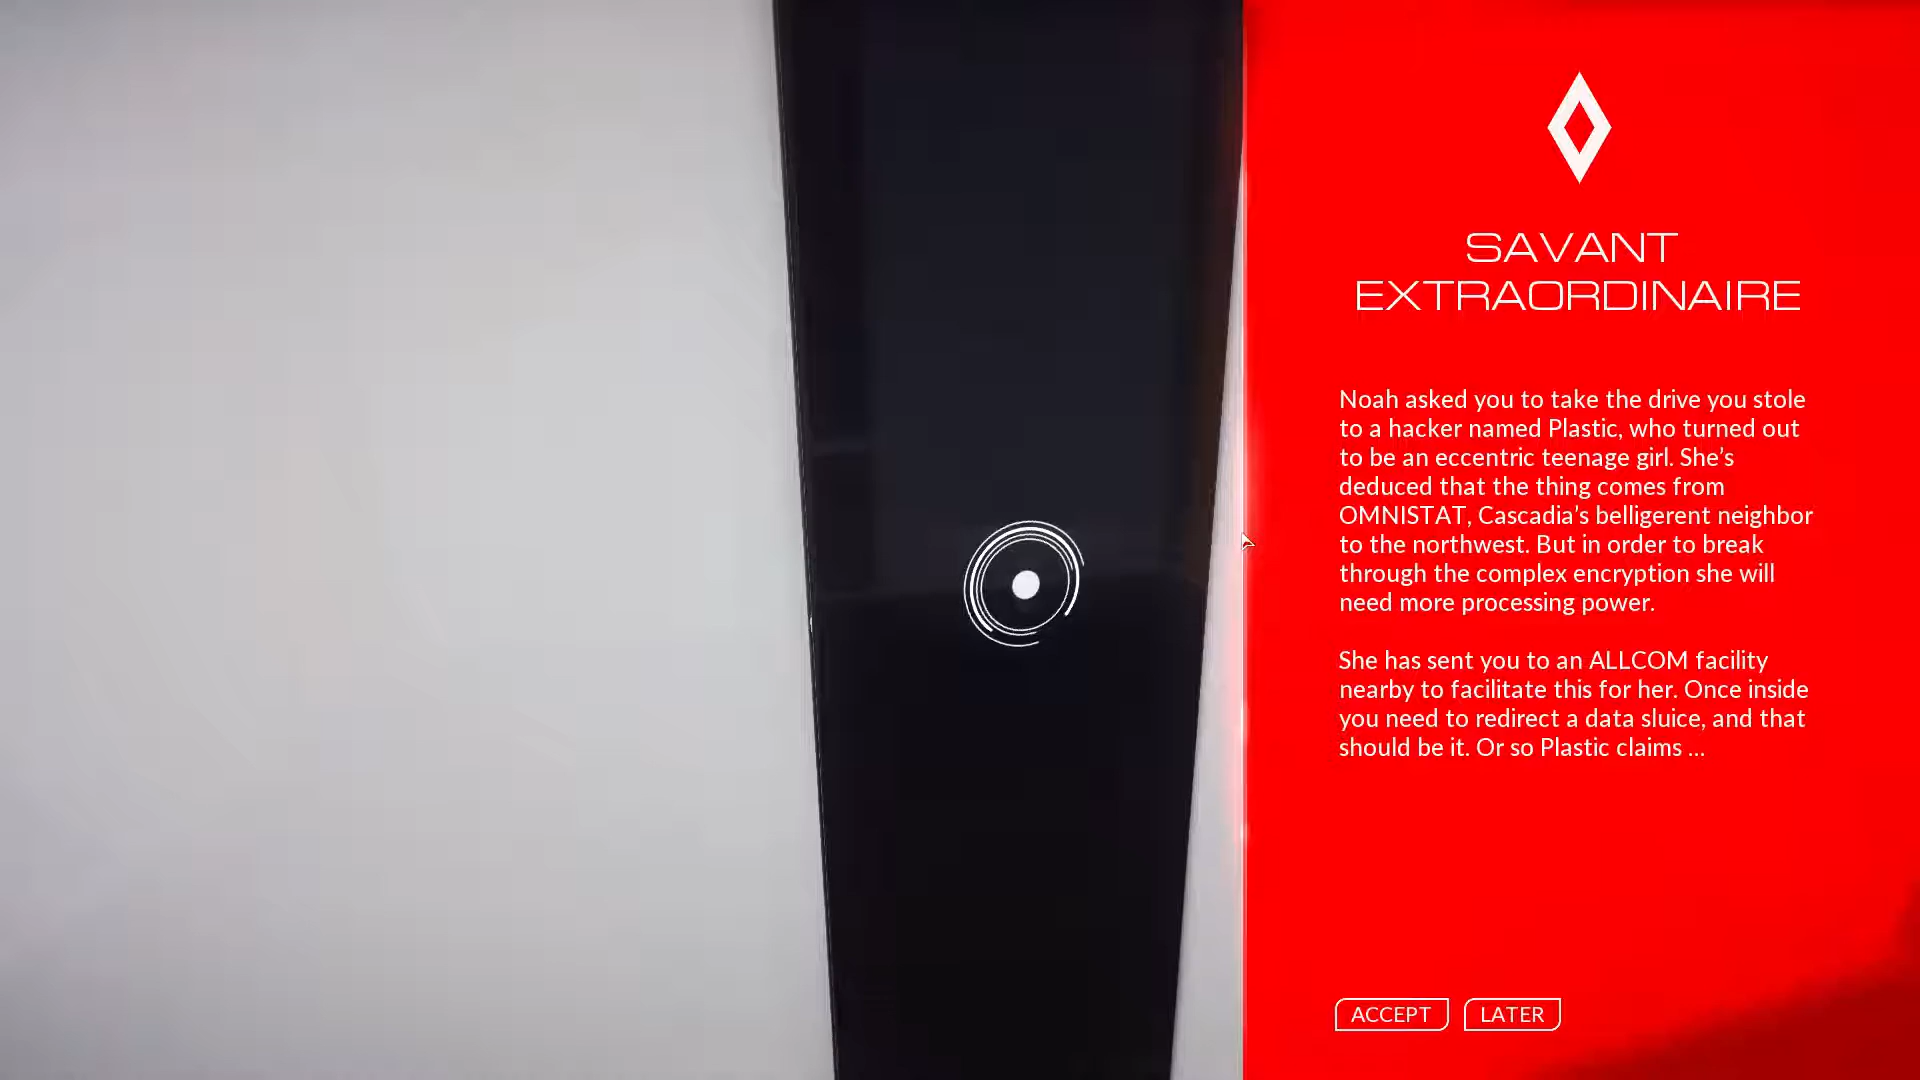 SAVANT
EXTRAORDINAIRE
Noah asked you to take the drive you stole
to a hacker named Plastic, who turned out
to be an eccentric teenage girl. She’s
deduced that the thing comes from
OMNISTAT, Cascadia’s belligerent neighbor
to the northwest. But in order to break
through the complex encryption she will
need more processing power.
She has sent you to an ALLCOM facility
nearby to facilitate this for her. Once inside
you need to redirect a data sluice, and that
should be it. Or so Plastic claims ...
ACCEPT LATER